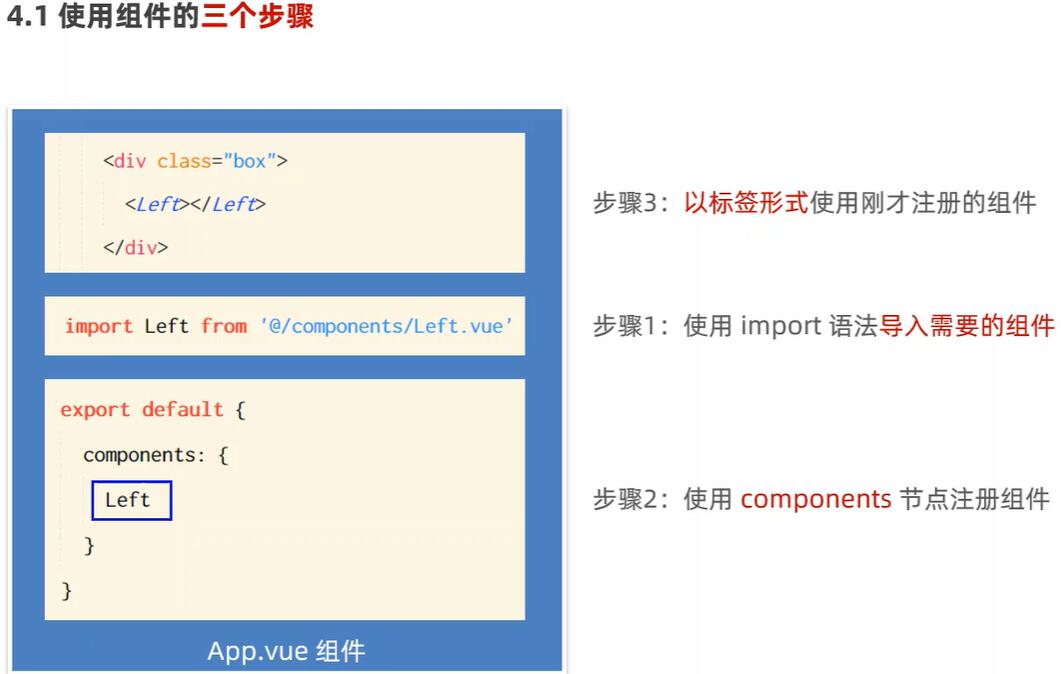 4.1 使用组件的三个步骤
<div class="box">
<Left></Left>
</div>
步骤3：以标签形式使用刚才注册的组件
import Left from '@/components/Left.vue'
步骤1：使用 import 语法导入需要的组件
export default {
components: {
Left
}
}
步骤2：使用 components 节点注册组件
App.vue 组件